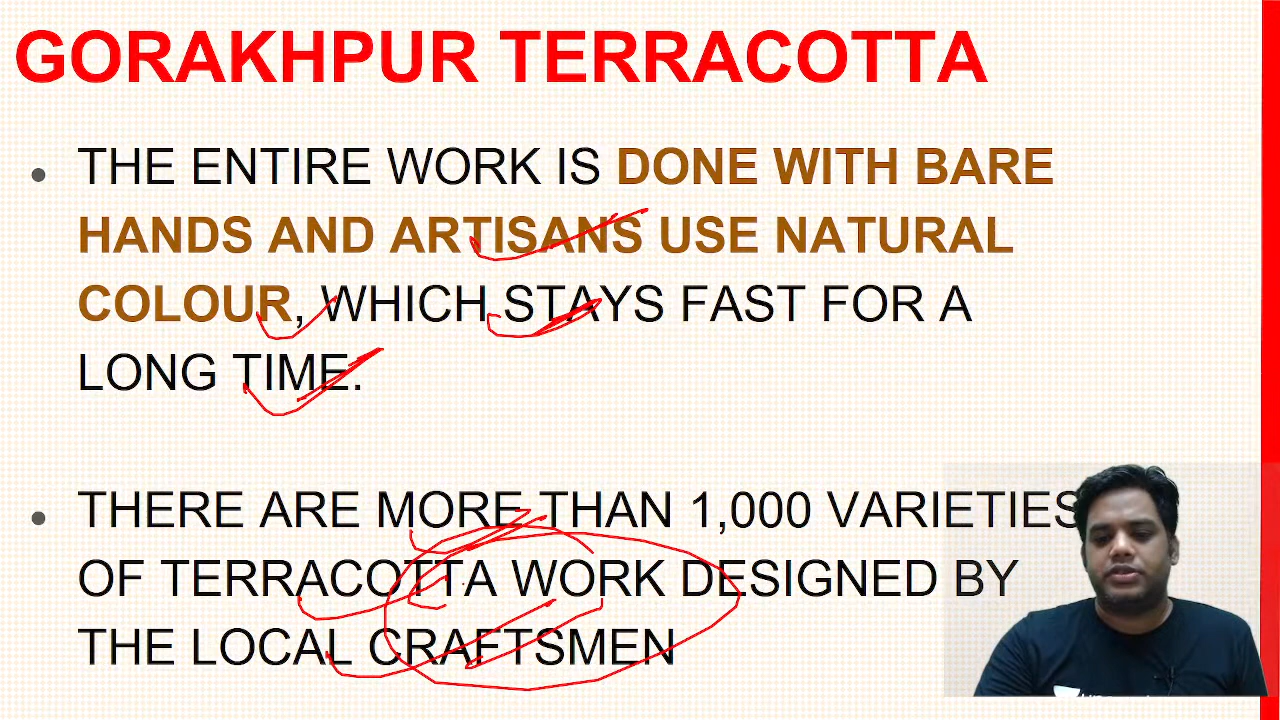 GORAKHPUR TERRACOTTA
• THE ENTIRE WORK IS DONE WITH BARE
HANDS AND ARTISANS USE NATURAL
COLOUR, WHICH STAYS FAST FOR A
LONG TIME.
• THERE ARE MORE THAN 1,000 VARIETIES
OF TERRACOTTA WORK DESIGNED BY
THE LOCAL CRAFTSMEN